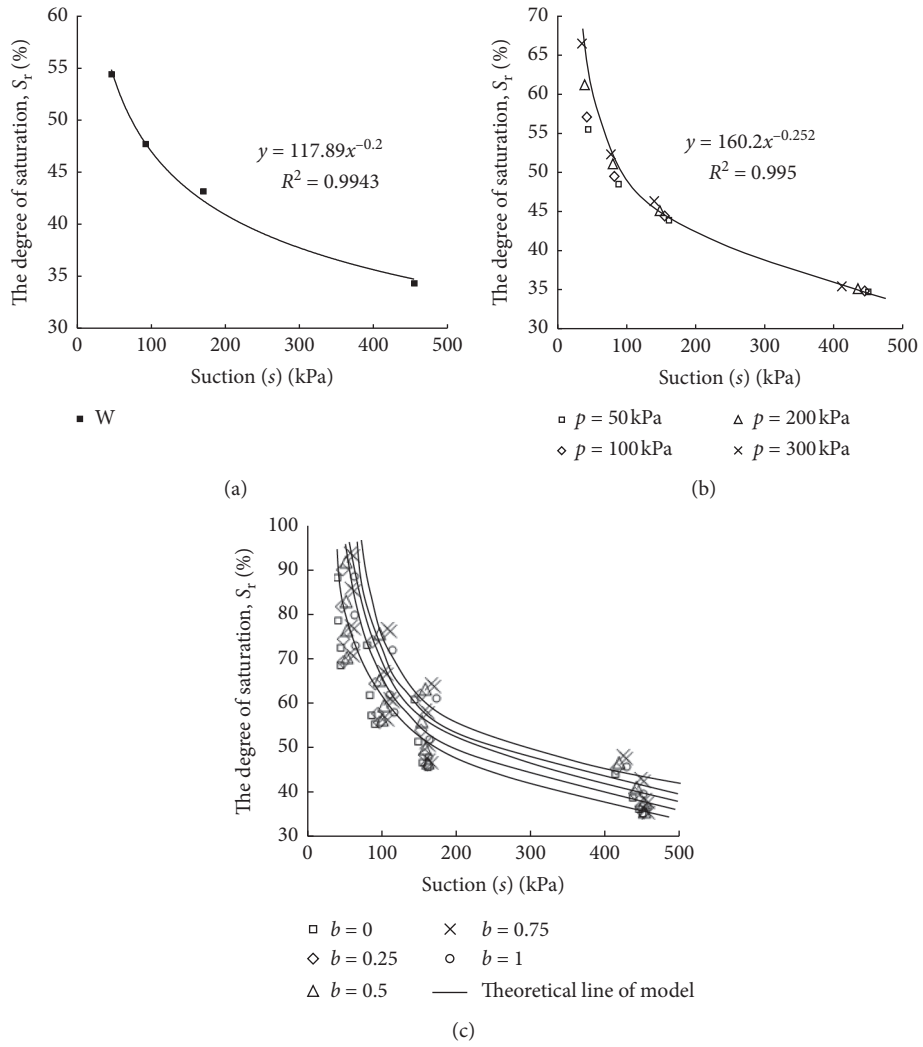 60
55
50
45
40
35
30
0 100 200 300 400 500
The degree of saturation, Sr (%)
Suction (s) (kPa)
y = 117.89x^–0.2
R² = 0.9943
■ W
(a)
70
65
60
55
50
45
40
35
30
0 100 200 300 400 500
The degree of saturation, Sr (%)
Suction (s) (kPa)
y = 160.2x^–0.252
R² = 0.995
p = 50 kPa
p = 100 kPa
p = 200 kPa
p = 300 kPa
(b)
100
90
80
70
60
50
40
30
0 100 200 300 400 500
The degree of saturation, Sr (%)
Suction (s) (kPa)
b = 0
b = 0.25
b = 0.5
b = 0.75
b = 1
Theoretical line of model
(c)